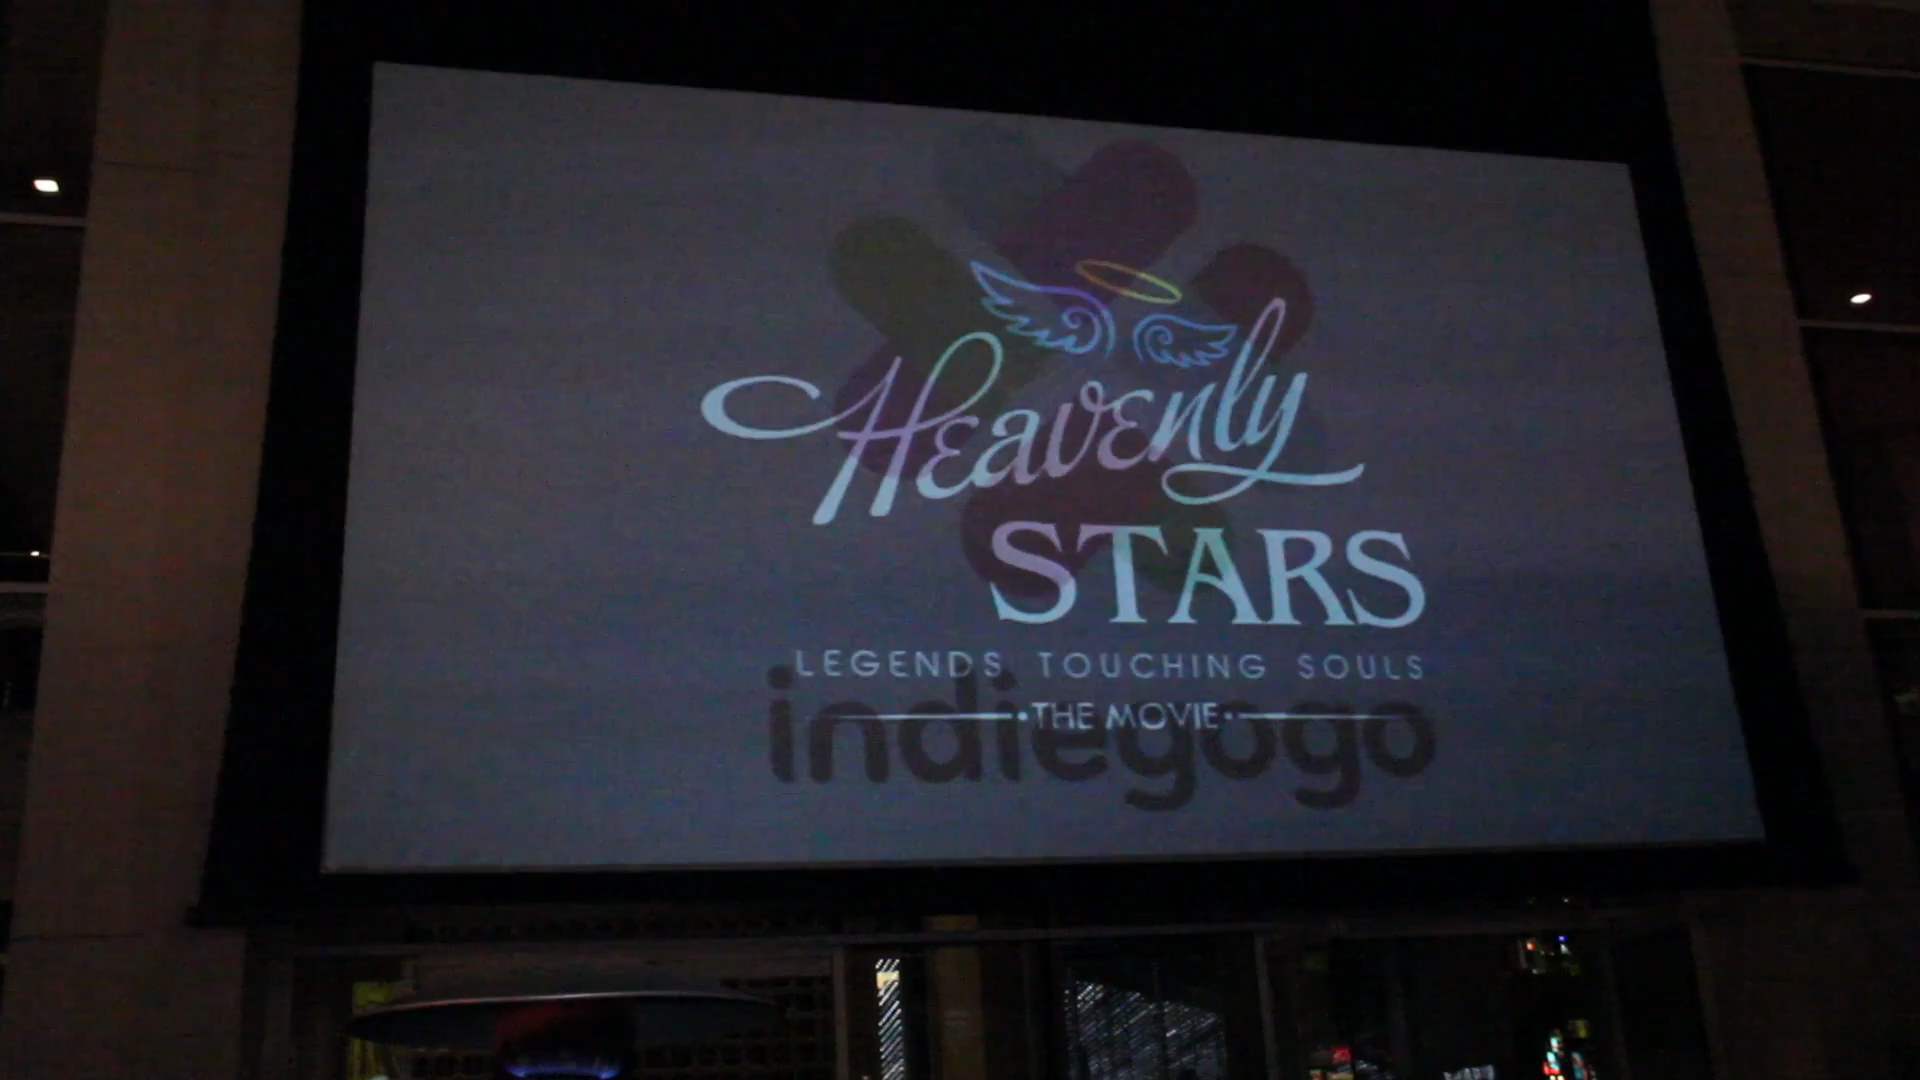 Heavenly
STARS
LEGENDS TOUCHING SOULS
•THE MOVIE•
indiegogo